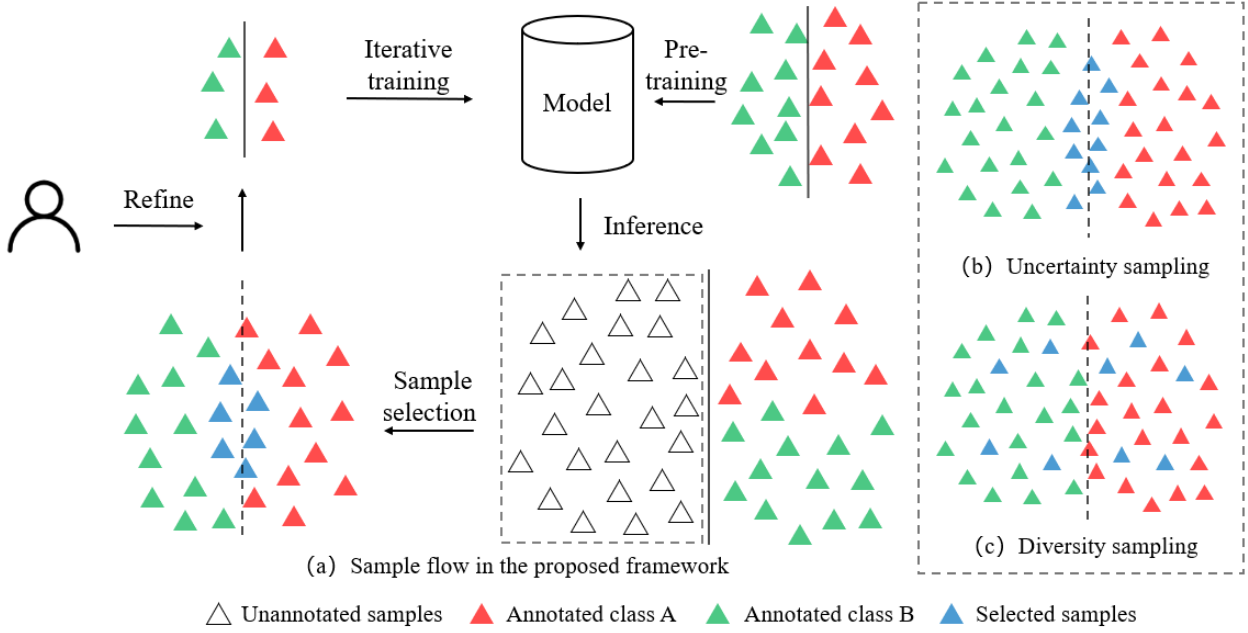 Iterative
training
Model
Pre-
training
Refine
Inference
Sample
selection
(a) Sample flow in the proposed framework
(b) Uncertainty sampling
(c) Diversity sampling
Unannotated samples
Annotated class A
Annotated class B
Selected samples